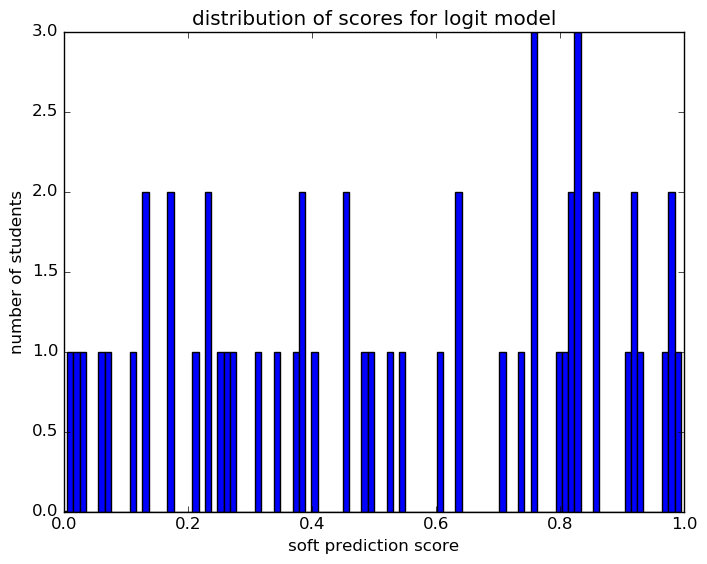 distribution of scores for logit model
3.0
2.5
2.0
1.5
1.0
0.5
0.0
number of students
0.0 0.2 0.4 0.6 0.8 1.0
soft prediction score